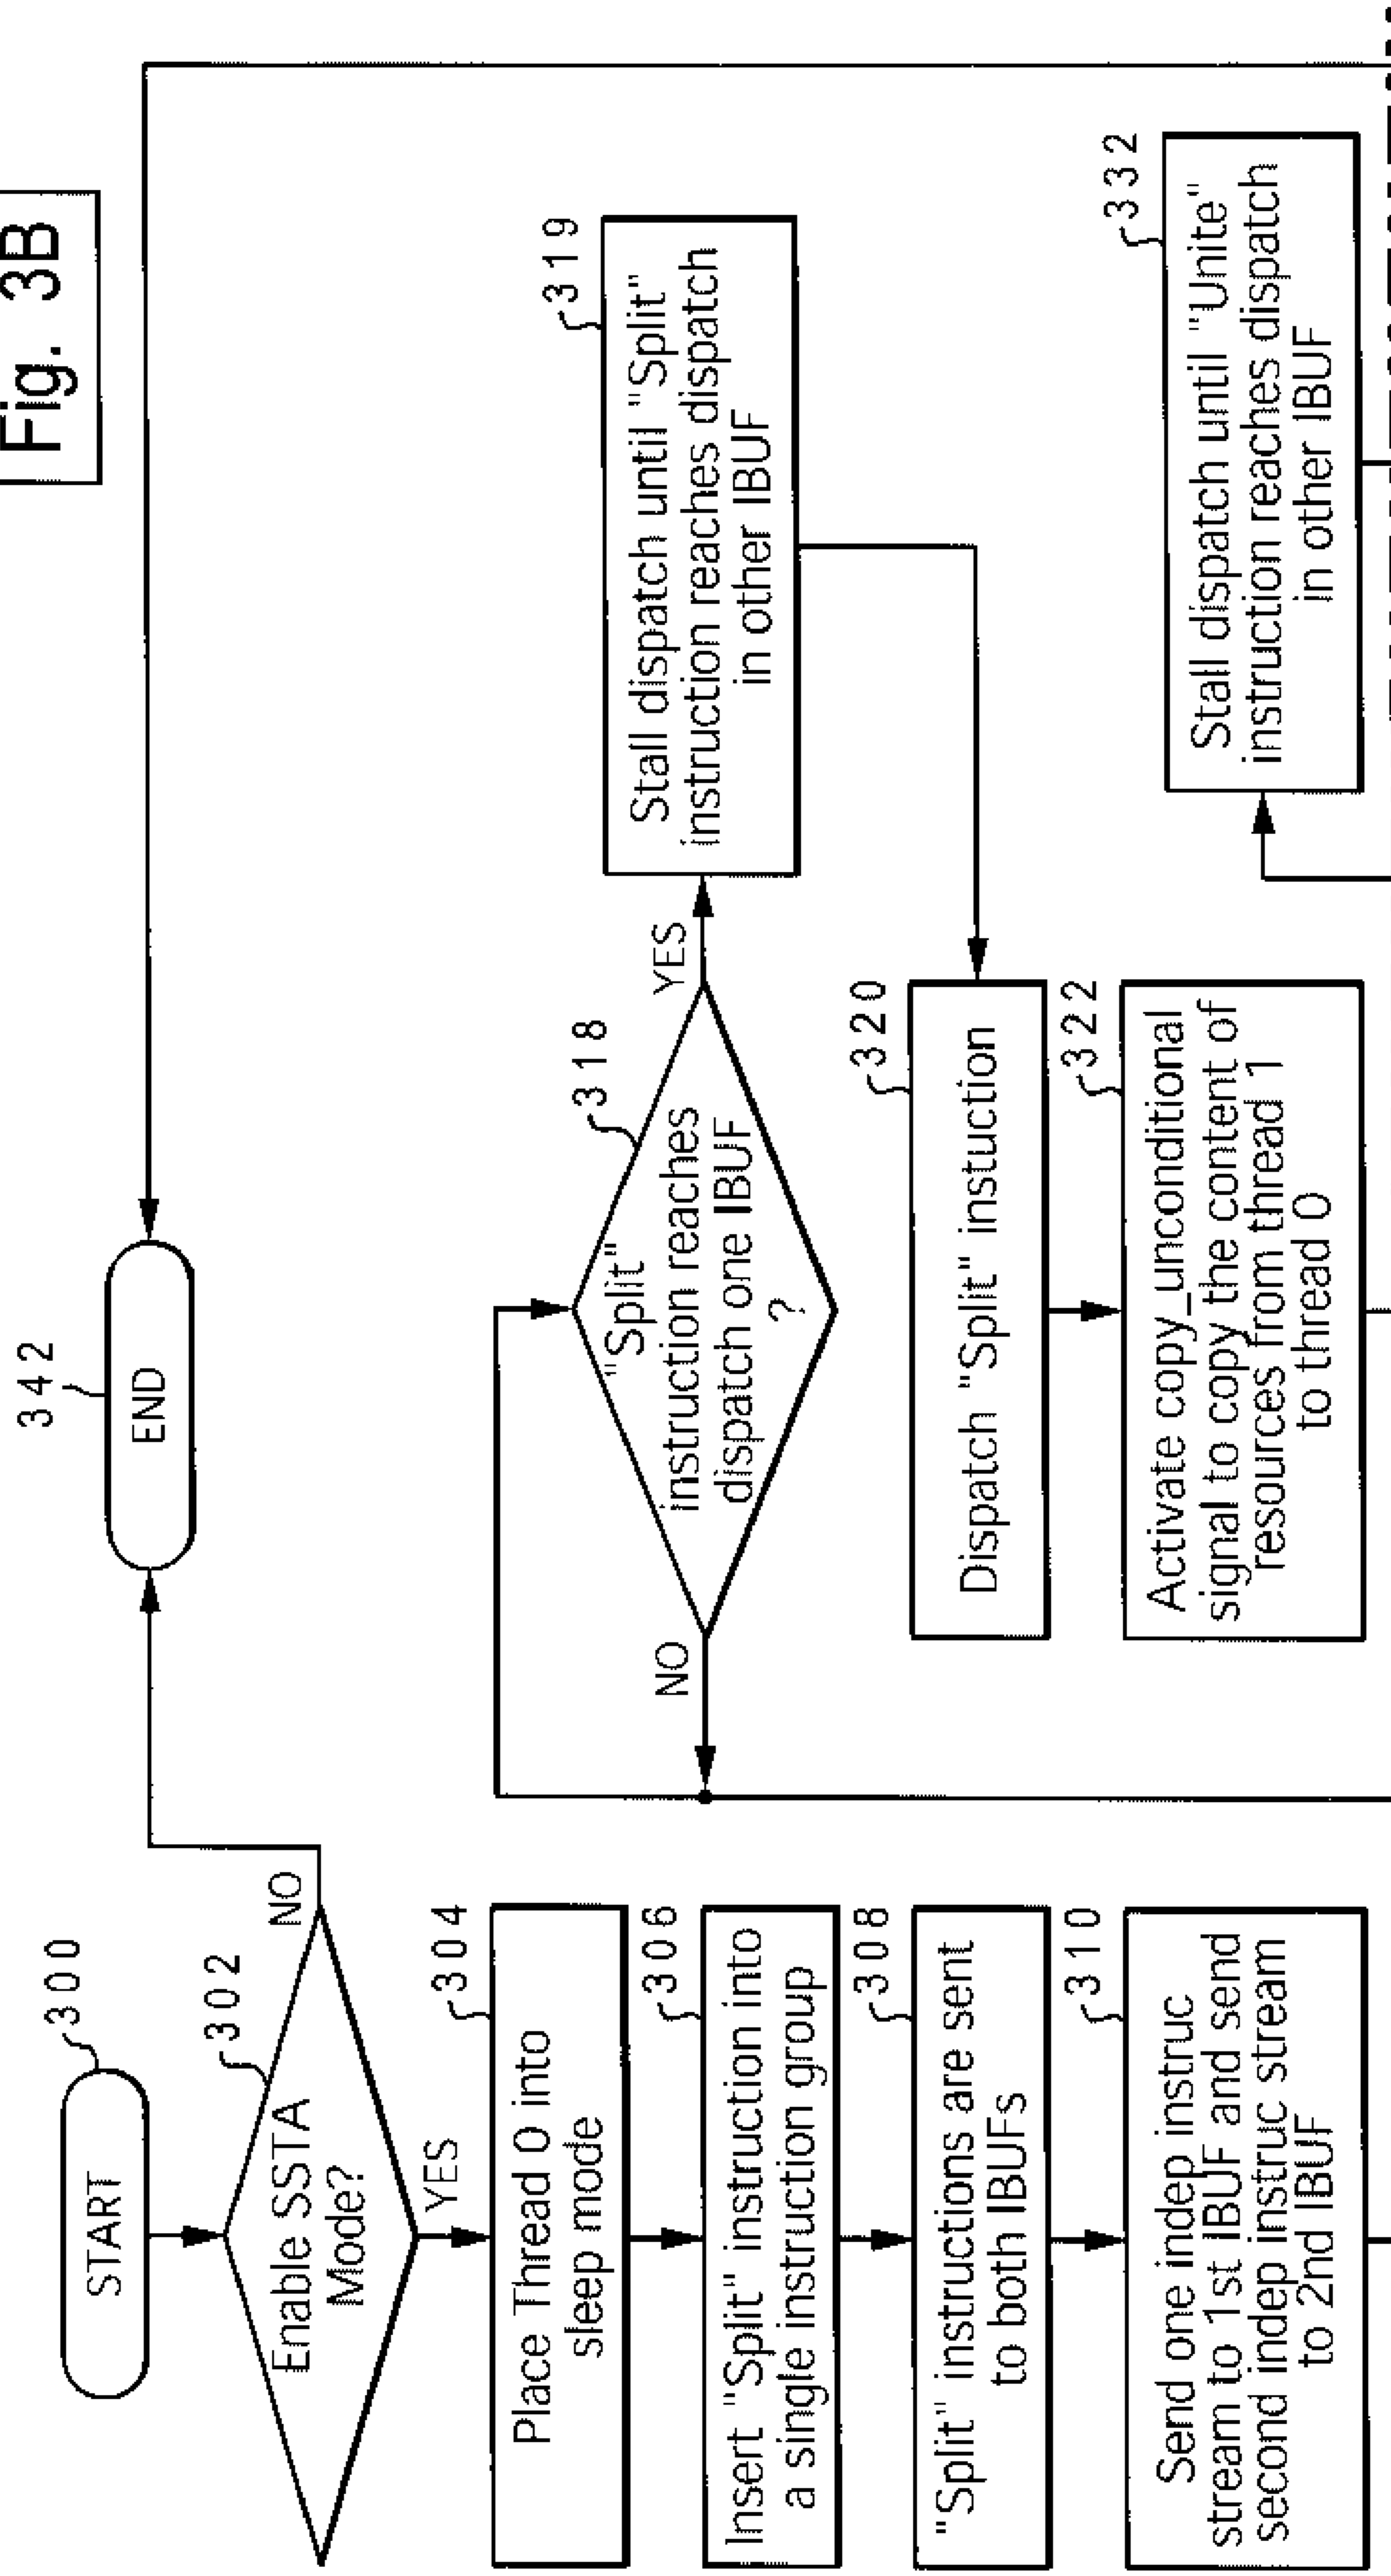 Fig. 3B
START
300
Enable SSTA
Mode?
302
NO
YES
342
END
Place Thread 0 into
sleep mode
304
Insert "Split" instruction into
a single instruction group
306
"Split" instructions are sent
to both IBUFs
308
Send one indep instruc
stream to 1st IBUF and send
second indep instruc stream
to 2nd IBUF
310
"Split"
instruction reaches
dispatch one IBUF
?
318
NO
YES
Stall dispatch until "Split"
instruction reaches dispatch
in other IBUF
319
Dispatch "Split" instuction
320
Activate copy_unconditional
signal to copy the content of
resources from thread 1
to thread 0
322
Stall dispatch until "Unite"
instruction reaches dispatch
in other IBUF
332